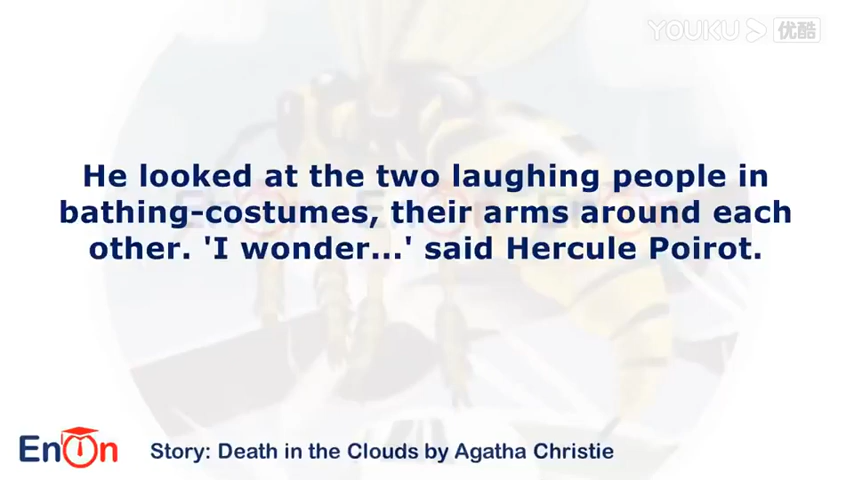 YOUKU 优酷
He looked at the two laughing people in
bathing-costumes, their arms around each
other. 'I wonder...' said Hercule Poirot.
EnOn
Story: Death in the Clouds by Agatha Christie